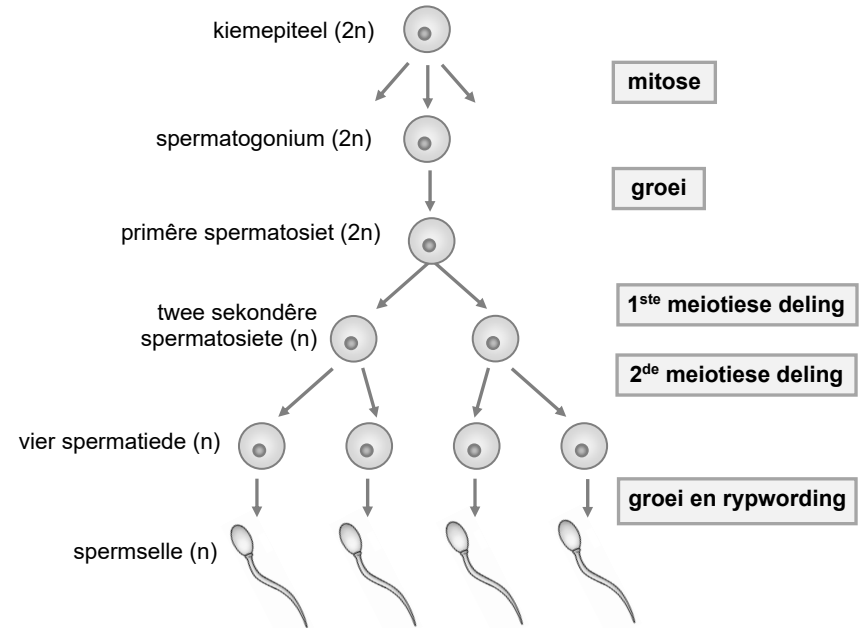 kiemepiteel (2n)
mitose
spermatogonium (2n)
groei
primêre spermatosiet (2n)
1ste meiotiese deling
twee sekondêre
spermatosiete (n)
2de meiotiese deling
vier spermatiede (n)
groei en rypwording
spermselle (n)